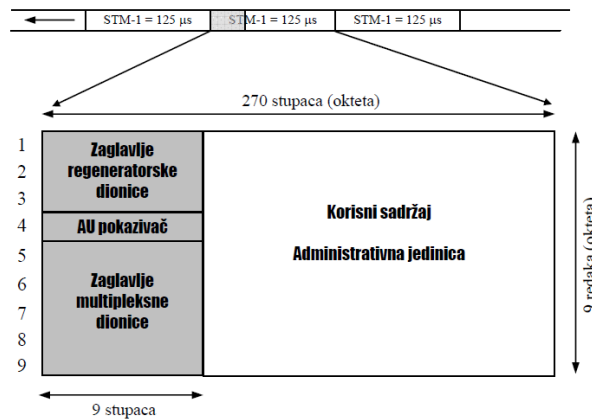 STM-1 = 125 μs STM-1 = 125 μs STM-1 = 125 μs
270 stupaca (okteta)
1
2
3
4
5
6
7
8
9
Zaglavlje
regeneratorske
dionice
AU pokazivač
Zaglavlje
multipleksne
dionice
Korisni sadržaj
Administrativna jedinica
9 redaka (okteta)
9 stupaca